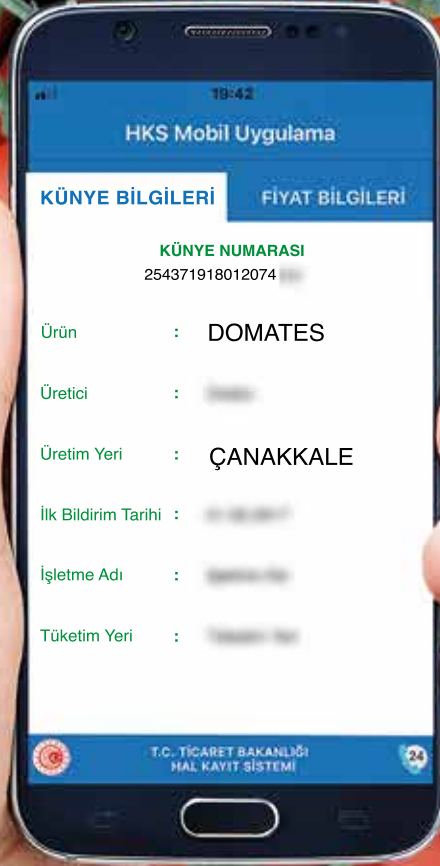 19:42
HKS Mobil Uygulama
KÜNYE BİLGİLERİ FİYAT BİLGİLERİ
KÜNYE NUMARASI
254371918012074
Ürün : DOMATES
Üretici :
Üretim Yeri : ÇANAKKALE
İlk Bildirim Tarihi :
İşletme Adı :
Tüketim Yeri :
T.C. TİCARET BAKANLIĞI
HAL KAYIT SİSTEMİ
24